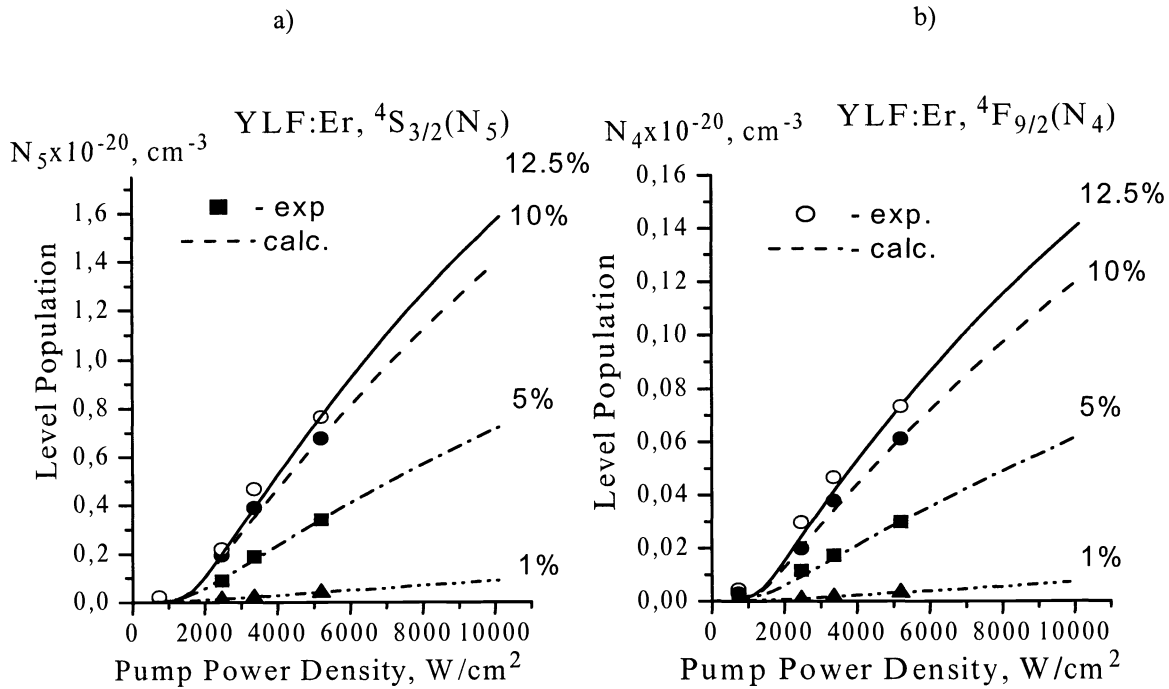 a)
YLF:Er, ⁴S₃/₂(N₅)
N₅x10⁻²⁰, cm⁻³
12.5%
10%
5%
1%
■ - exp
calc.
1,6
1,4
1,2
1,0
0,8
0,6
0,4
0,2
0,0
Level Population
0 2000 4000 6000 8000 10000
Pump Power Density, W/cm²
b)
YLF:Er, ⁴F₉/₂(N₄)
N₄x10⁻²⁰, cm⁻³
12.5%
10%
5%
1%
○ - exp.
- calc.
0,16
0,14
0,12
0,10
0,08
0,06
0,04
0,02
0,00
Level Population
0 2000 4000 6000 8000 10000
Pump Power Density, W/cm²